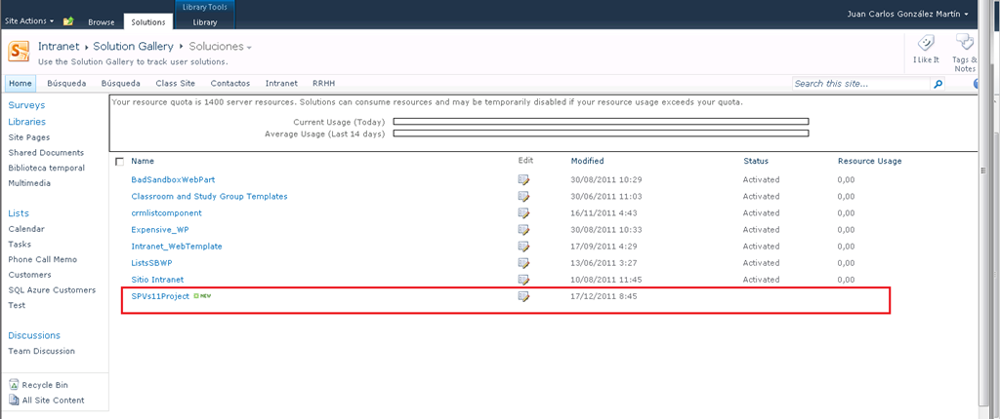 Library Tools
Site Actions Browse Solutions Library Juan Carlos González Martín
Intranet Solution Gallery Soluciones
Use the Solution Gallery to track user solutions.
I Like It Tags & Notes
Home Búsqueda Búsqueda Class Site Contactos Intranet RRHH Search this site...
Surveys
Libraries
Site Pages
Shared Documents
Biblioteca temporal
Multimedia
Lists
Calendar
Tasks
Phone Call Memo
Customers
SQL Azure Customers
Test
Discussions
Team Discussion
Recycle Bin
All Site Content
Your resource quota is 1400 server resources. Solutions can consume resources and may be temporarily disabled if your resource usage exceeds your quota.
Current Usage (Today)
Average Usage (Last 14 days)
Name Edit Modified Status Resource Usage
BadSandboxWebPart 30/08/2011 10:29 Activated 0,00
Classroom and Study Group Templates 30/06/2011 11:03 Activated 0,00
crmlistcomponent 16/11/2011 4:43 Activated 0,00
Expensive_WP 30/08/2011 10:33 Activated 0,00
Intranet_WebTemplate 17/09/2011 4:29 Activated 0,00
ListsSBWP 13/06/2011 3:27 Activated 0,00
Sitio Intranet 10/08/2011 11:45 Activated 0,00
SPVs11Project NEW 17/12/2011 8:45